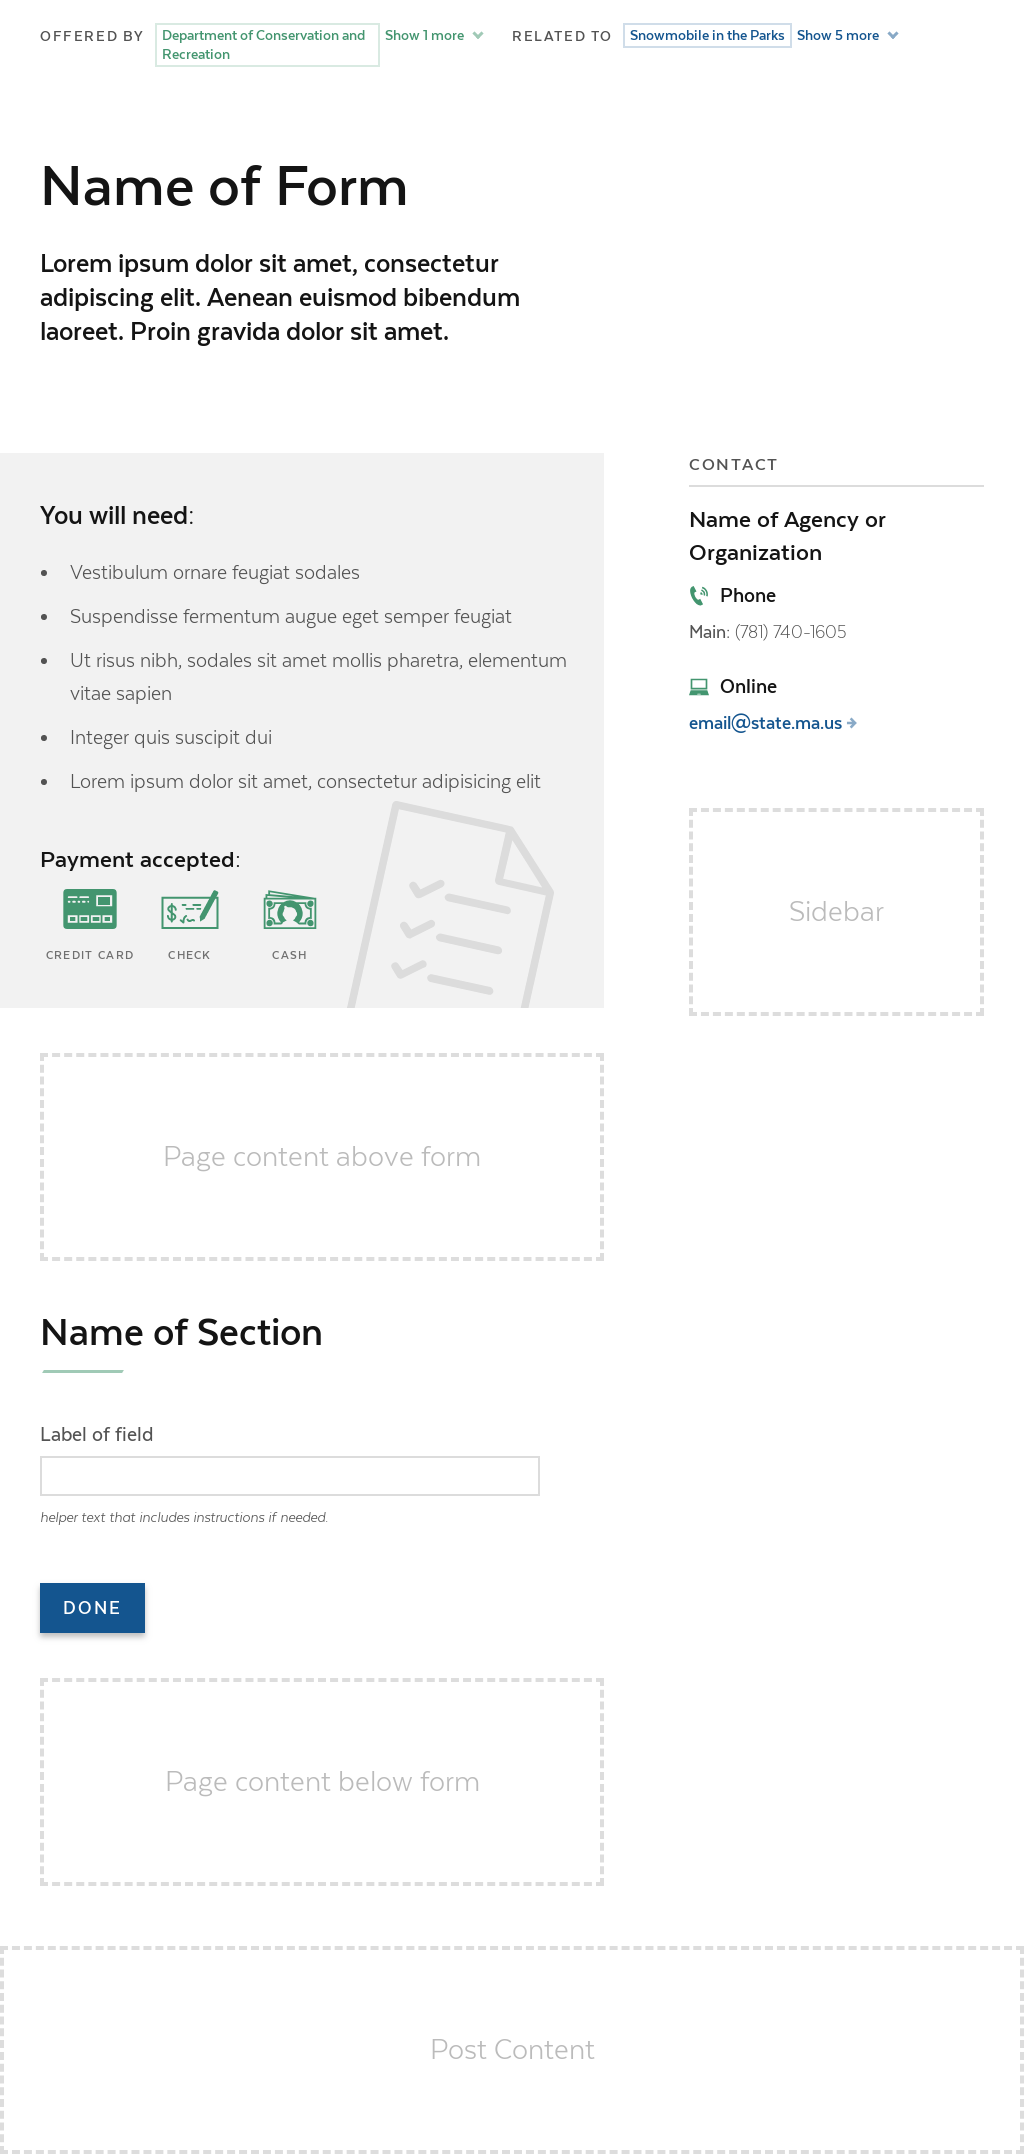 OFFERED BY
Department of Conservation and
Recreation
Show 1 more
RELATED TO
Snowmobile in the Parks
Show 5 more
Name of Form
Lorem ipsum dolor sit amet, consectetur
adipiscing elit. Aenean euismod bibendum
laoreet. Proin gravida dolor sit amet.
You will need:
• Vestibulum ornare feugiat sodales
• Suspendisse fermentum augue eget semper feugiat
• Ut risus nibh, sodales sit amet mollis pharetra, elementum
vitae sapien
• Integer quis suscipit dui
• Lorem ipsum dolor sit amet, consectetur adipisicing elit
Payment accepted:
CREDIT CARD
CHECK
CASH
CONTACT
Name of Agency or
Organization
Phone
Main: (781) 740-1605
Online
email@state.ma.us
Sidebar
Page content above form
Name of Section
Label of field
helper text that includes instructions if needed.
DONE
Page content below form
Post Content